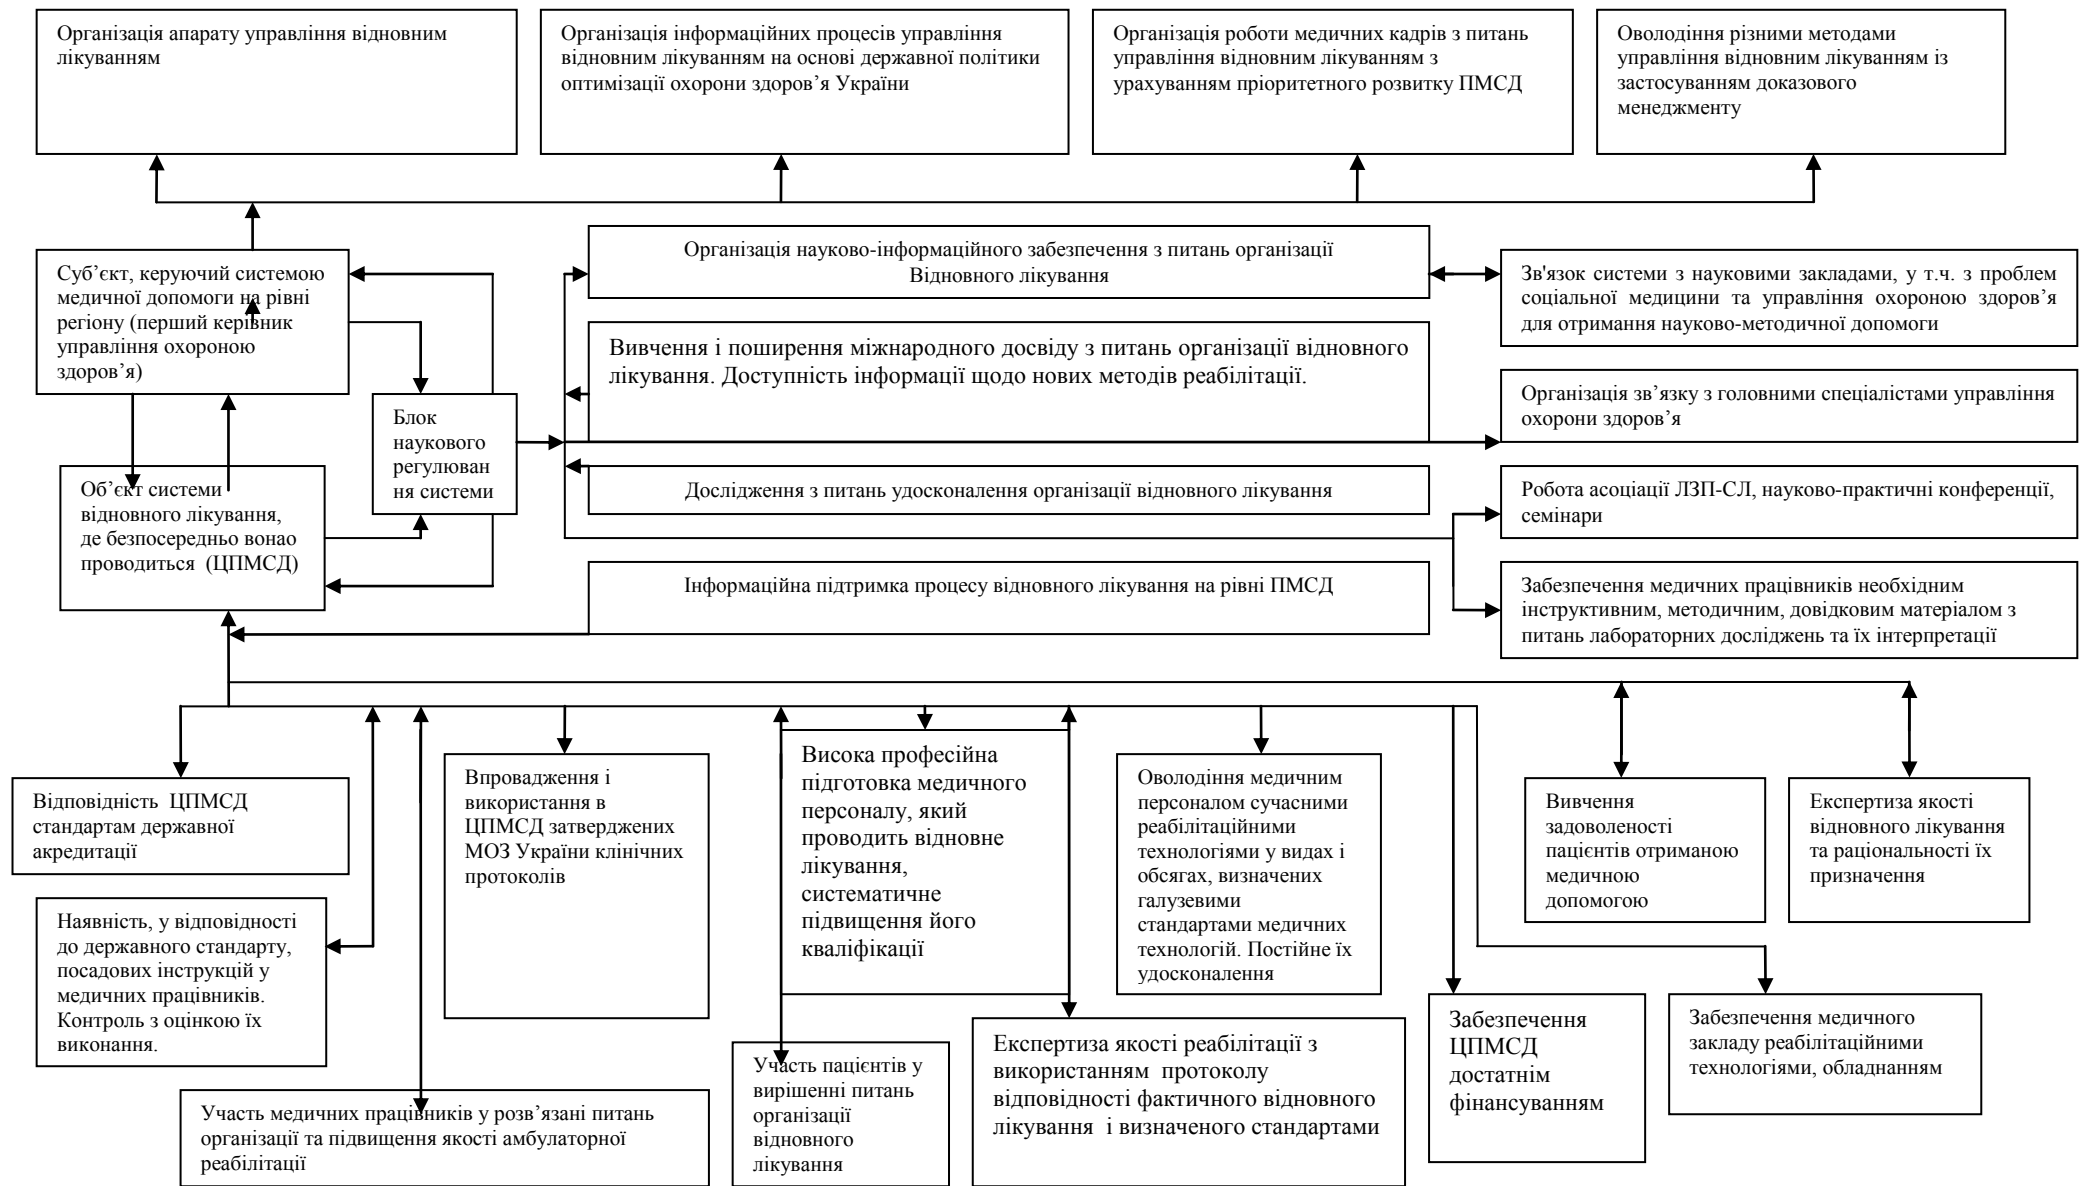 Організація апарату управління відновним
лікуванням
Організація інформаційних процесів управління
відновним лікуванням на основі державної політики
оптимізації охорони здоров’я України
Організація роботи медичних кадрів з питань
управління відновним лікуванням з
урахуванням пріоритетного розвитку ПМСД
Оволодіння різними методами
управління відновним лікуванням із
застосуванням доказового
менеджменту
Суб’єкт, керуючий системою
медичної допомоги на рівні
регіону (перший керівник
управління охороною
здоров’я)
Організація науково-інформаційного забезпечення з питань організації
Відновного лікування
Зв'язок системи з науковими закладами, у т.ч. з проблем
соціальної медицини та управління охороною здоров’я
для отримання науково-методичної допомоги
Вивчення і поширення міжнародного досвіду з питань організації відновного
лікування. Доступність інформації щодо нових методів реабілітації.
Організація зв’язку з головними спеціалістами управління
охорони здоров’я
Блок
наукового
регулюван
ня системи
Об’єкт системи
відновного лікування,
де безпосередньо вонао
проводиться (ЦПМСД)
Дослідження з питань удосконалення організації відновного лікування
Робота асоціації ЛЗП-СЛ, науково-практичні конференції,
семінари
Інформаційна підтримка процесу відновного лікування на рівні ПМСД
Забезпечення медичних працівників необхідним
інструктивним, методичним, довідковим матеріалом з
питань лабораторних досліджень та їх інтерпретації
Відповідність ЦПМСД
стандартам державної
акредитації
Впровадження і
використання в
ЦПМСД затверджених
МОЗ України клінічних
протоколів
Висока професійна
підготовка медичного
персоналу, який
проводить відновне
лікування,
систематичне
підвищення його
кваліфікації
Оволодіння медичним
персоналом сучасними
реабілітаційними
технологіями у видах і
обсягах, визначених
галузевими
стандартами медичних
технологій. Постійне їх
удосконалення
Вивчення
задоволеності
пацієнтів отриманою
медичною
допомогою
Експертиза якості
відновного лікування
та раціональності їх
призначення
Наявність, у відповідності
до державного стандарту,
посадових інструкцій у
медичних працівників.
Контроль з оцінкою їх
виконання.
Участь медичних працівників у розв’язані питань
організації та підвищення якості амбулаторної
реабілітації
Участь пацієнтів у
вирішенні питань
організації
відновного
лікування
Експертиза якості реабілітації з
використанням протоколу
відповідності фактичного відновного
лікування і визначеного стандартами
Забезпечення
ЦПМСД
достатнім
фінансуванням
Забезпечення медичного
закладу реабілітаційними
технологіями, обладнанням